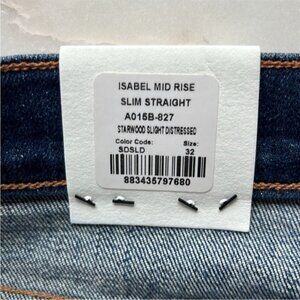 ISABEL MID RISE
SLIM STRAIGHT
A015B-827
STARWOOD SLIGHT DISTRESSED
Color Code: Size:
SDSLD 32
883435797680